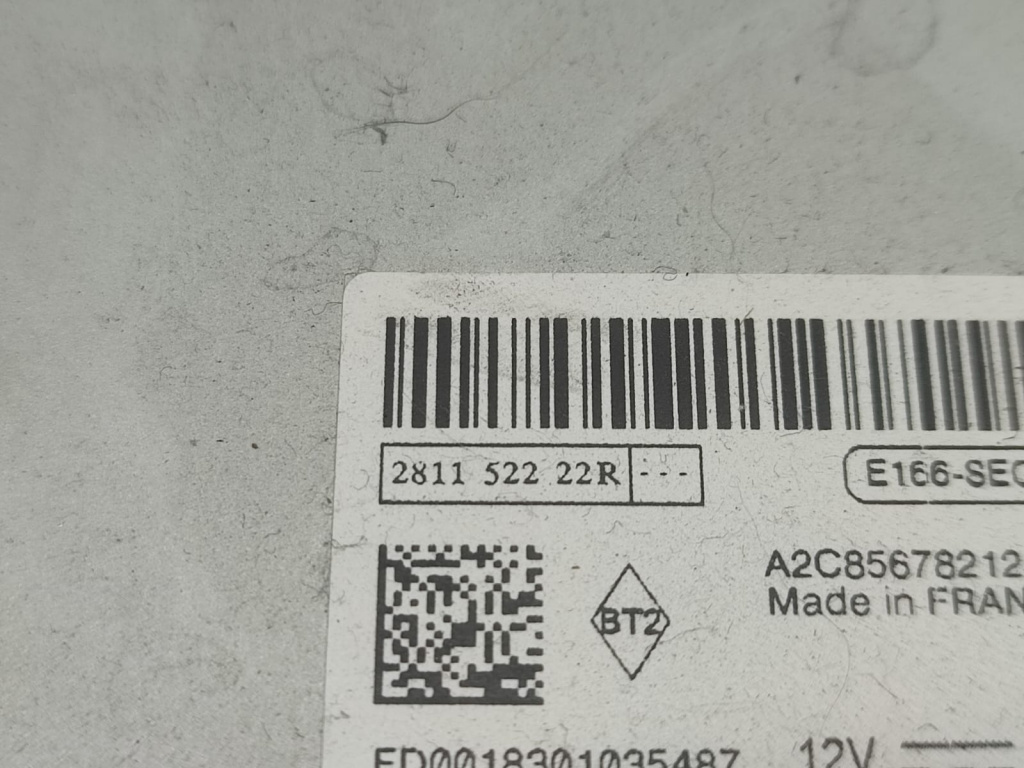 2811 522 22R ---
E166-SEC
BT2
A2C85678212
Made in FRAN
ED0018301035487
12V